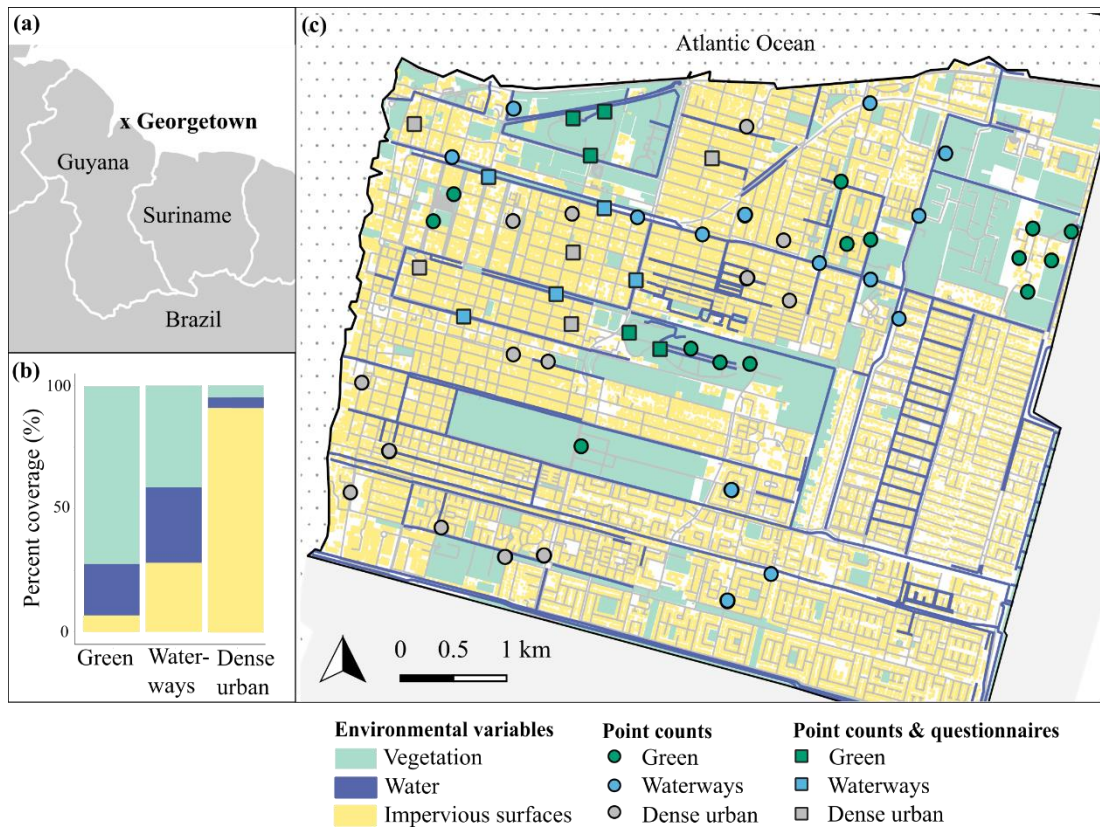 (a)
x Georgetown
Guyana
Suriname
Brazil
(b)
Percent coverage (%)
100
50
0
Green
Water-
ways
Dense
urban
(c)
Atlantic Ocean
0 0.5 1 km
Environmental variables
Vegetation
Water
Impervious surfaces
Point counts
Green
Waterways
Dense urban
Point counts & questionnaires
Green
Waterways
Dense urban